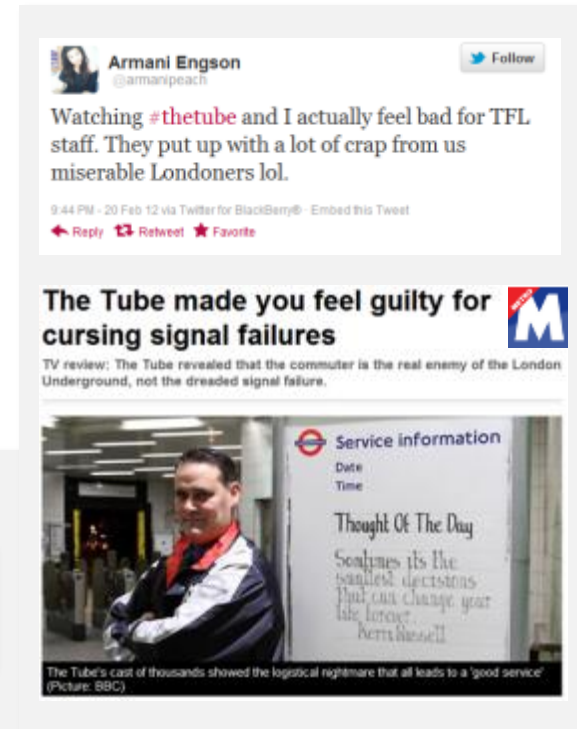 Armani Engson
@armanipeach
Follow
Watching #thetube and I actually feel bad for TFL
staff. They put up with a lot of crap from us
miserable Londoners lol.
9:44 PM - 20 Feb 12 via Twitter for BlackBerry® · Embed this Tweet
Reply Retweet Favorite
The Tube made you feel guilty for
cursing signal failures
METRO
M
TV review: The Tube revealed that the commuter is the real enemy of the London
Underground, not the dreaded signal failure.
Service information
Date
Time
Thought Of The Day
Somtimes its the
smallest decisions
that can change your
life forever.
Kerri Russell
The Tube's cast of thousands showed the logistical nightmare that all leads to a 'good service'
(Picture: BBC)